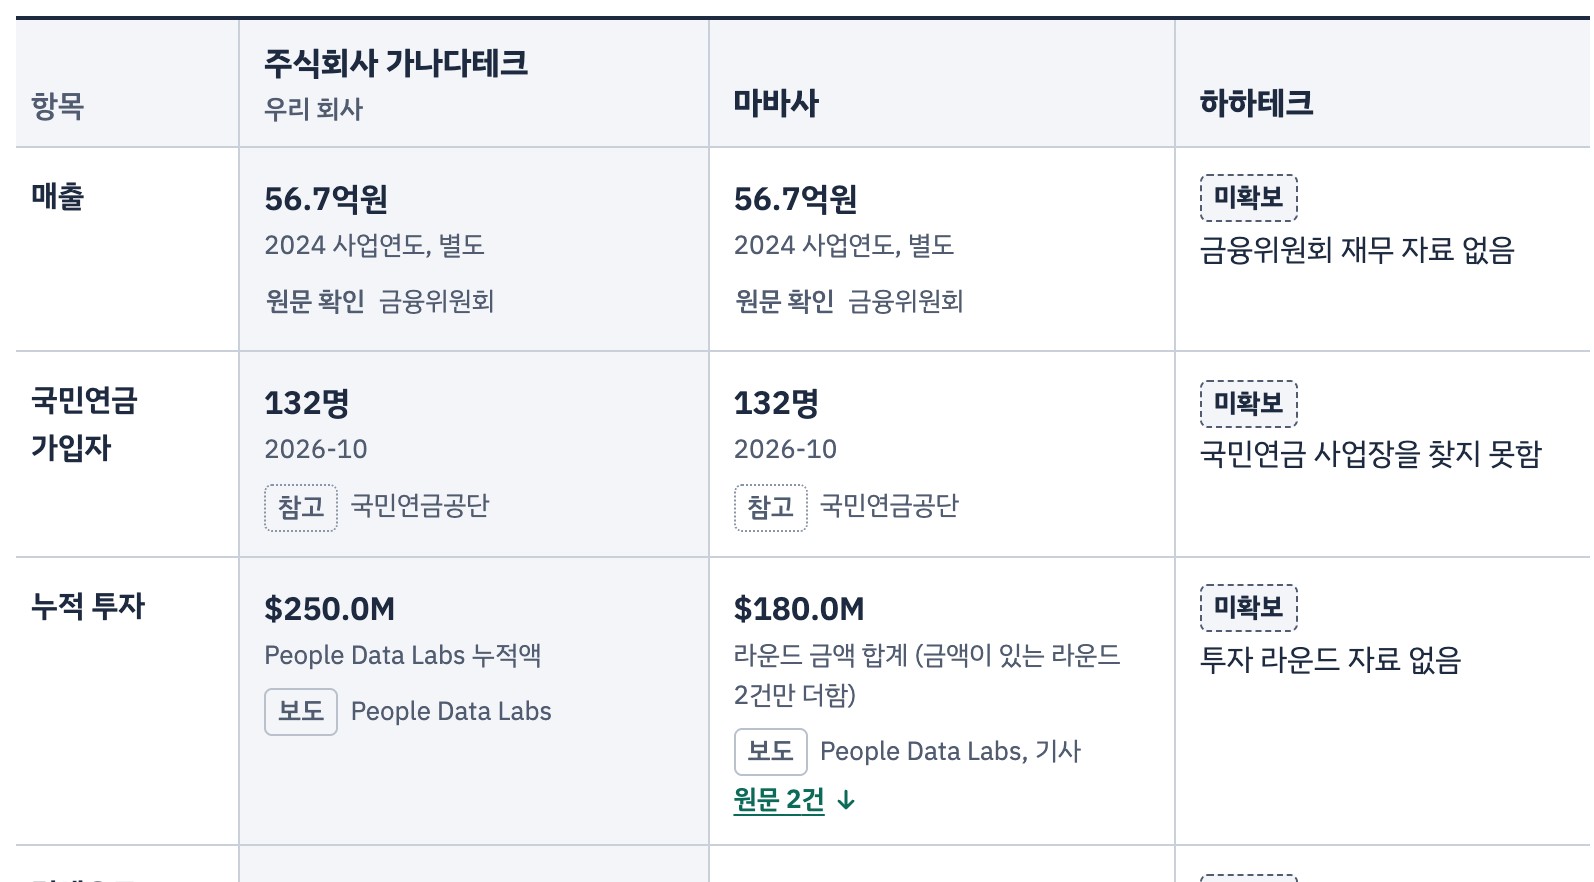 항목
주식회사 가나다테크
우리 회사
마바사
하하테크
매출
56.7억원
2024 사업연도, 별도
원문 확인 금융위원회
56.7억원
2024 사업연도, 별도
원문 확인 금융위원회
미확보
금융위원회 재무 자료 없음
국민연금
가입자
132명
2026-10
참고 국민연금공단
132명
2026-10
참고 국민연금공단
미확보
국민연금 사업장을 찾지 못함
누적 투자
$250.0M
People Data Labs 누적액
보도 People Data Labs
$180.0M
라운드 금액 합계 (금액이 있는 라운드
2건만 더함)
보도 People Data Labs, 기사
원문 2건 ↓
미확보
투자 라운드 자료 없음